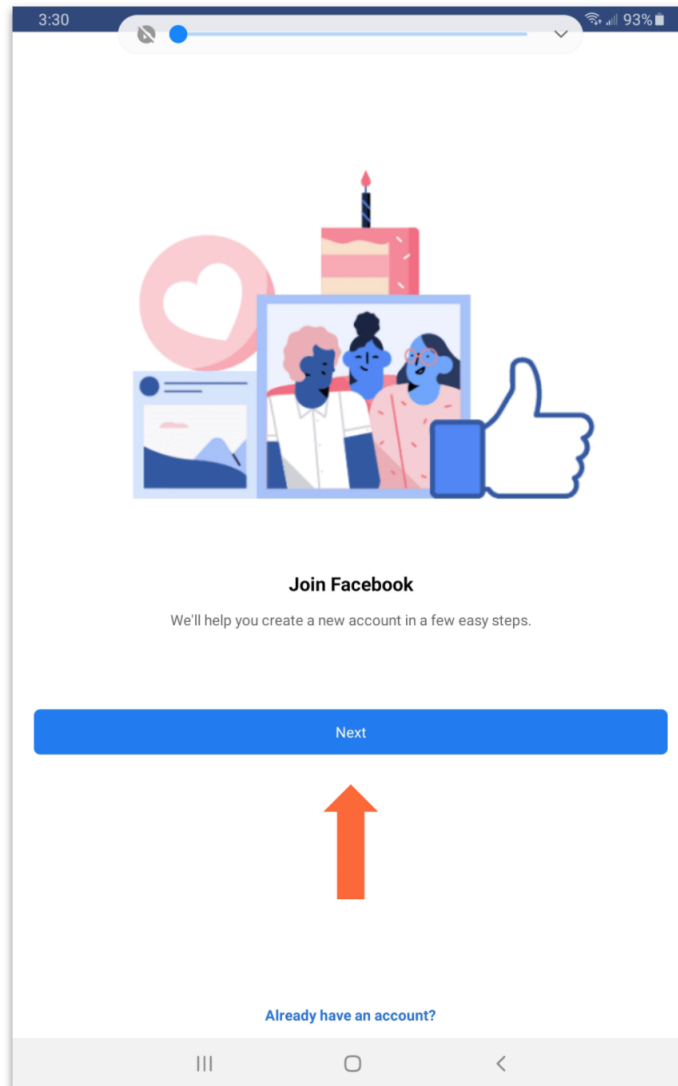 3:30
93%
Join Facebook
We'll help you create a new account in a few easy steps.
Next
Already have an account?